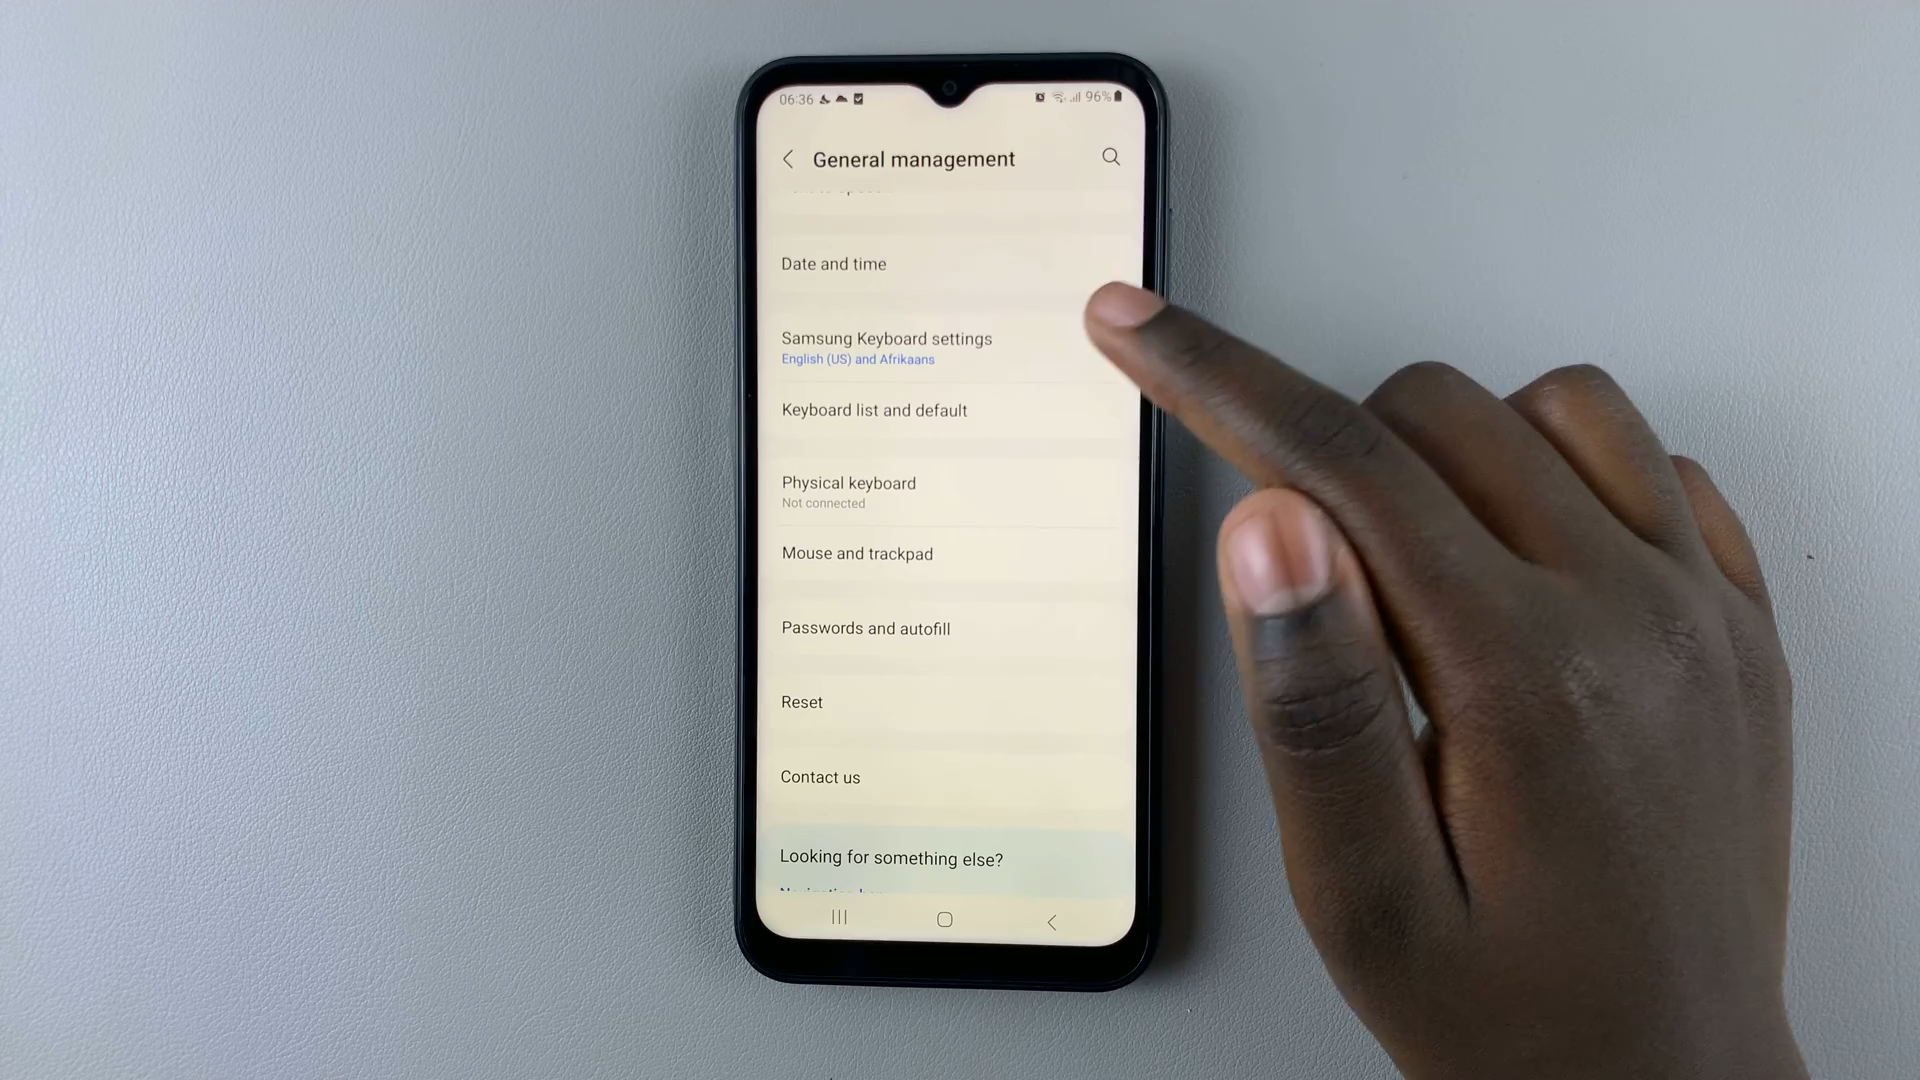 06:36
96%
General management
Date and time
Samsung Keyboard settings
English (US) and Afrikaans
Keyboard list and default
Physical keyboard
Not connected
Mouse and trackpad
Passwords and autofill
Reset
Contact us
Looking for something else?